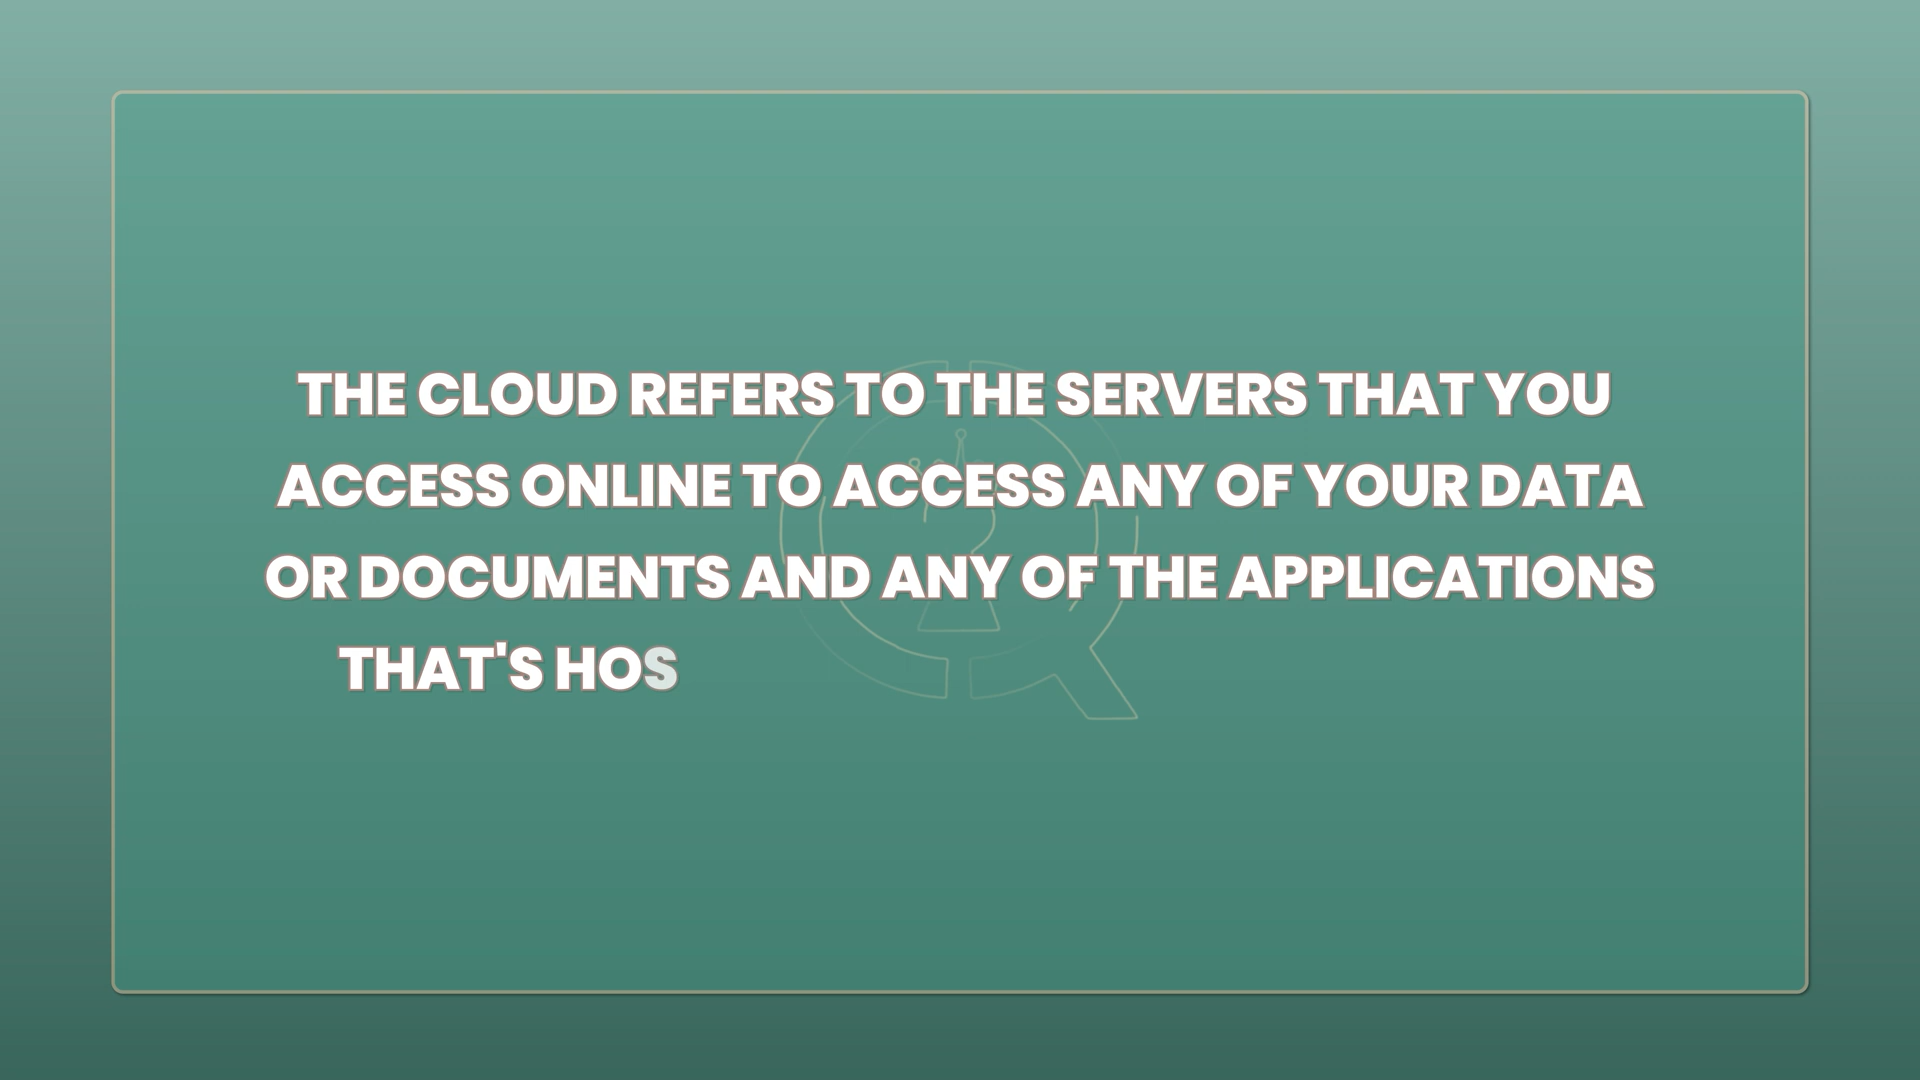 THE CLOUD REFERS TO THE SERVERS THAT YOU
ACCESS ONLINE TO ACCESS ANY OF YOUR DATA
OR DOCUMENTS AND ANY OF THE APPLICATIONS
THAT'S HOS